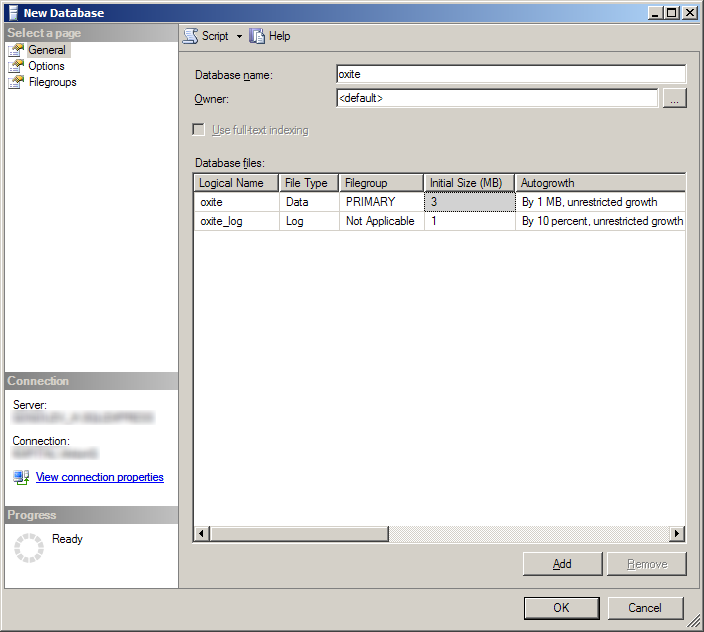 New Database
Select a page
General
Options
Filegroups
Script
Help
Database name:
oxite
Owner:
<default>
...
Use full-text indexing
Database files:
Logical Name File Type Filegroup Initial Size (MB) Autogrowth
oxite Data PRIMARY 3 By 1 MB, unrestricted growth
oxite_log Log Not Applicable 1 By 10 percent, unrestricted growth
Connection
Server:
Connection:
View connection properties
Progress
Ready
Add
Remove
OK
Cancel